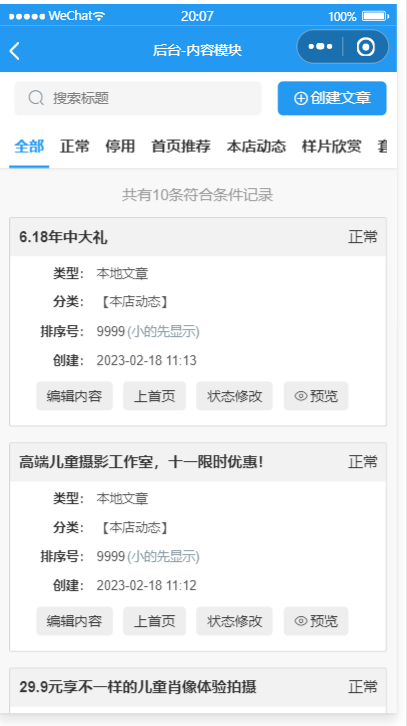 WeChat 20:07 100%
后台-内容模块
搜索标题 创建文章
全部 正常 停用 首页推荐 本店动态 样片欣赏
共有10条符合条件记录
6.18年中大礼 正常
类型： 本地文章
分类： 【本店动态】
排序号： 9999(小的先显示)
创建： 2023-02-18 11:13
编辑内容 上首页 状态修改 预览
高端儿童摄影工作室，十一限时优惠！ 正常
类型： 本地文章
分类： 【本店动态】
排序号： 9999(小的先显示)
创建： 2023-02-18 11:12
编辑内容 上首页 状态修改 预览
29.9元享不一样的儿童肖像体验拍摄 正常